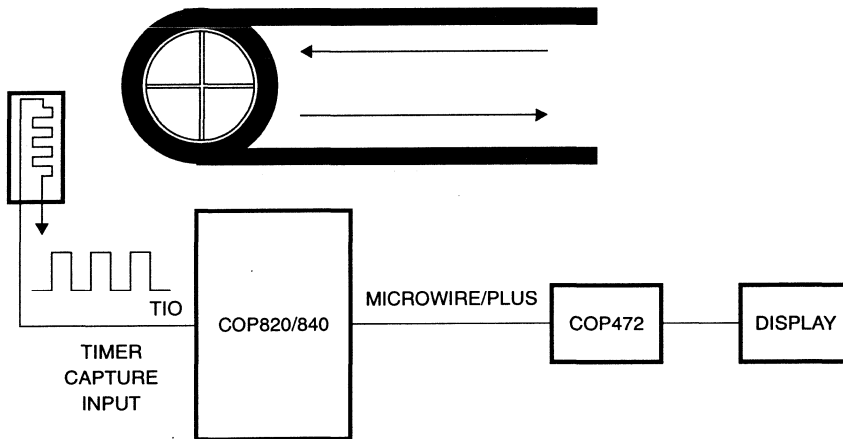 TIO
TIMER
CAPTURE
INPUT
COP820/840
MICROWIRE/PLUS
COP472
DISPLAY